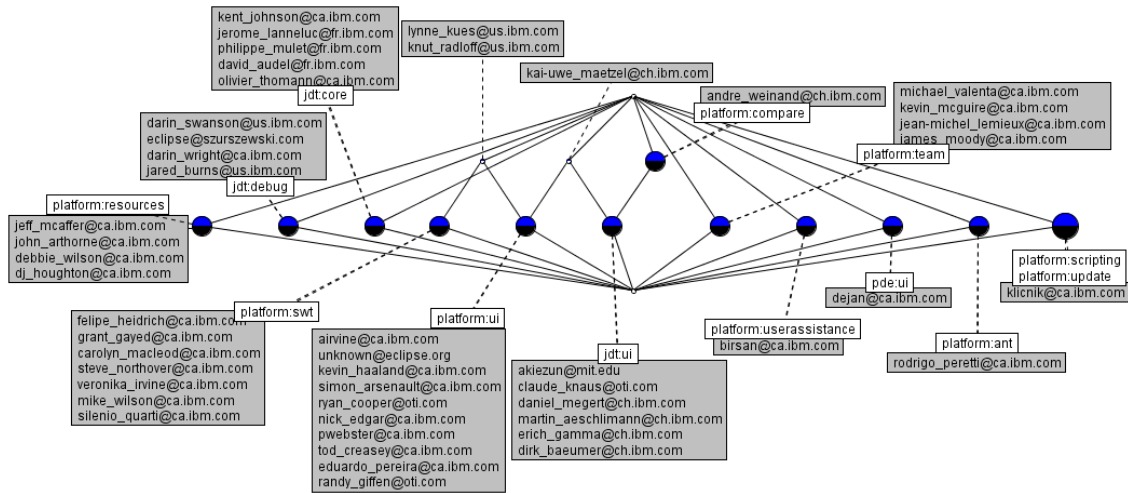 kent_johnson@ca.ibm.com
jerome_lanneluc@fr.ibm.com
philippe_mulet@fr.ibm.com
david_audel@fr.ibm.com
olivier_thomann@ca.ibm.com
jdt:core
lynne_kues@us.ibm.com
knut_radloff@us.ibm.com
kai-uwe_maetzel@ch.ibm.com
andre_weinand@ch.ibm.com
platform:compare
michael_valenta@ca.ibm.com
kevin_mcguire@ca.ibm.com
jean-michel_lemieux@ca.ibm.com
james_moody@ca.ibm.com
platform:team
darin_swanson@us.ibm.com
eclipse@szurszewski.com
darin_wright@ca.ibm.com
jared_burns@us.ibm.com
jdt:debug
platform:resources
jeff_mcaffer@ca.ibm.com
john_arthorne@ca.ibm.com
debbie_wilson@ca.ibm.com
dj_houghton@ca.ibm.com
platform:swt
felipe_heidrich@ca.ibm.com
grant_gayed@ca.ibm.com
carolyn_macleod@ca.ibm.com
steve_northover@ca.ibm.com
veronika_irvine@ca.ibm.com
mike_wilson@ca.ibm.com
silenio_quarti@ca.ibm.com
platform:ui
airvine@ca.ibm.com
unknown@eclipse.org
kevin_haaland@ca.ibm.com
simon_arsenault@ca.ibm.com
ryan_cooper@oti.com
nick_edgar@ca.ibm.com
pwebster@ca.ibm.com
tod_creasey@ca.ibm.com
eduardo_pereira@ca.ibm.com
randy_giffen@oti.com
jdt:ui
akiezun@mit.edu
claude_knaus@oti.com
daniel_megert@ch.ibm.com
martin_aeschlimann@ch.ibm.com
erich_gamma@ch.ibm.com
dirk_baeumer@ch.ibm.com
platform:userassistance
birsan@ca.ibm.com
pde:ui
dejan@ca.ibm.com
platform:ant
rodrigo_peretti@ca.ibm.com
platform:scripting
platform:update
klicnik@ca.ibm.com